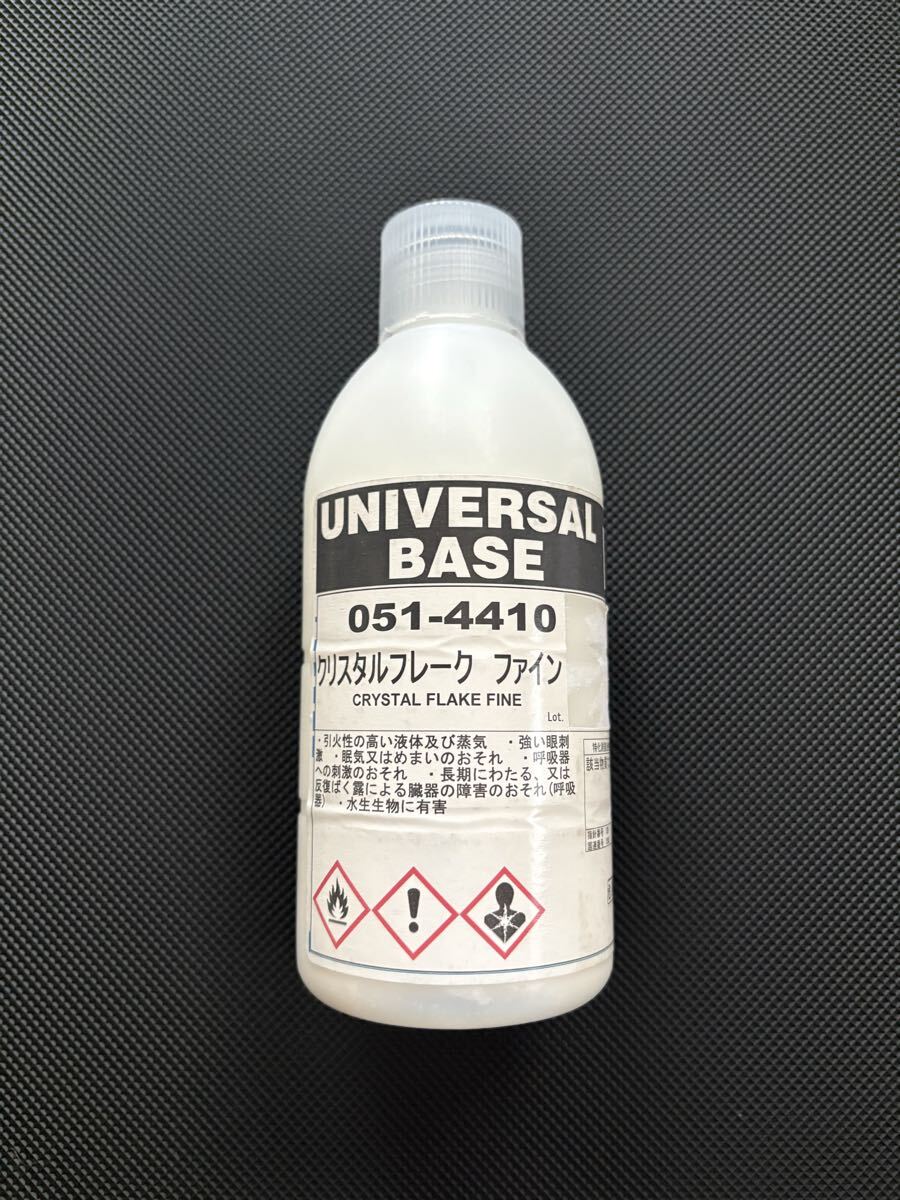 UNIVERSAL
BASE
051-4410
クリスタルフレーク ファイン
CRYSTAL FLAKE FINE
Lot.
・引火性の高い液体及び蒸気 ・強い眼刺
激 ・眠気又はめまいのおそれ ・呼吸器
への刺激のおそれ ・長期にわたる、又は
反復ばく露による臓器の障害のおそれ(呼吸
器) ・水生生物に有害
該当物質